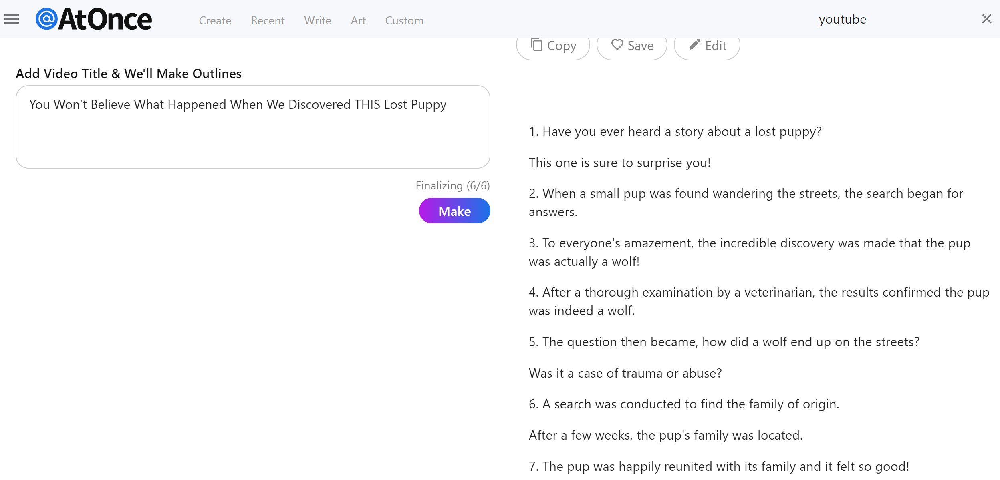 @AtOnce
Create
Recent
Write
Art
Custom
youtube
Copy
Save
Edit
Add Video Title & We'll Make Outlines
You Won't Believe What Happened When We Discovered THIS Lost Puppy
Finalizing (6/6)
Make
1. Have you ever heard a story about a lost puppy?
This one is sure to surprise you!
2. When a small pup was found wandering the streets, the search began for
answers.
3. To everyone's amazement, the incredible discovery was made that the pup
was actually a wolf!
4. After a thorough examination by a veterinarian, the results confirmed the pup
was indeed a wolf.
5. The question then became, how did a wolf end up on the streets?
Was it a case of trauma or abuse?
6. A search was conducted to find the family of origin.
After a few weeks, the pup's family was located.
7. The pup was happily reunited with its family and it felt so good!